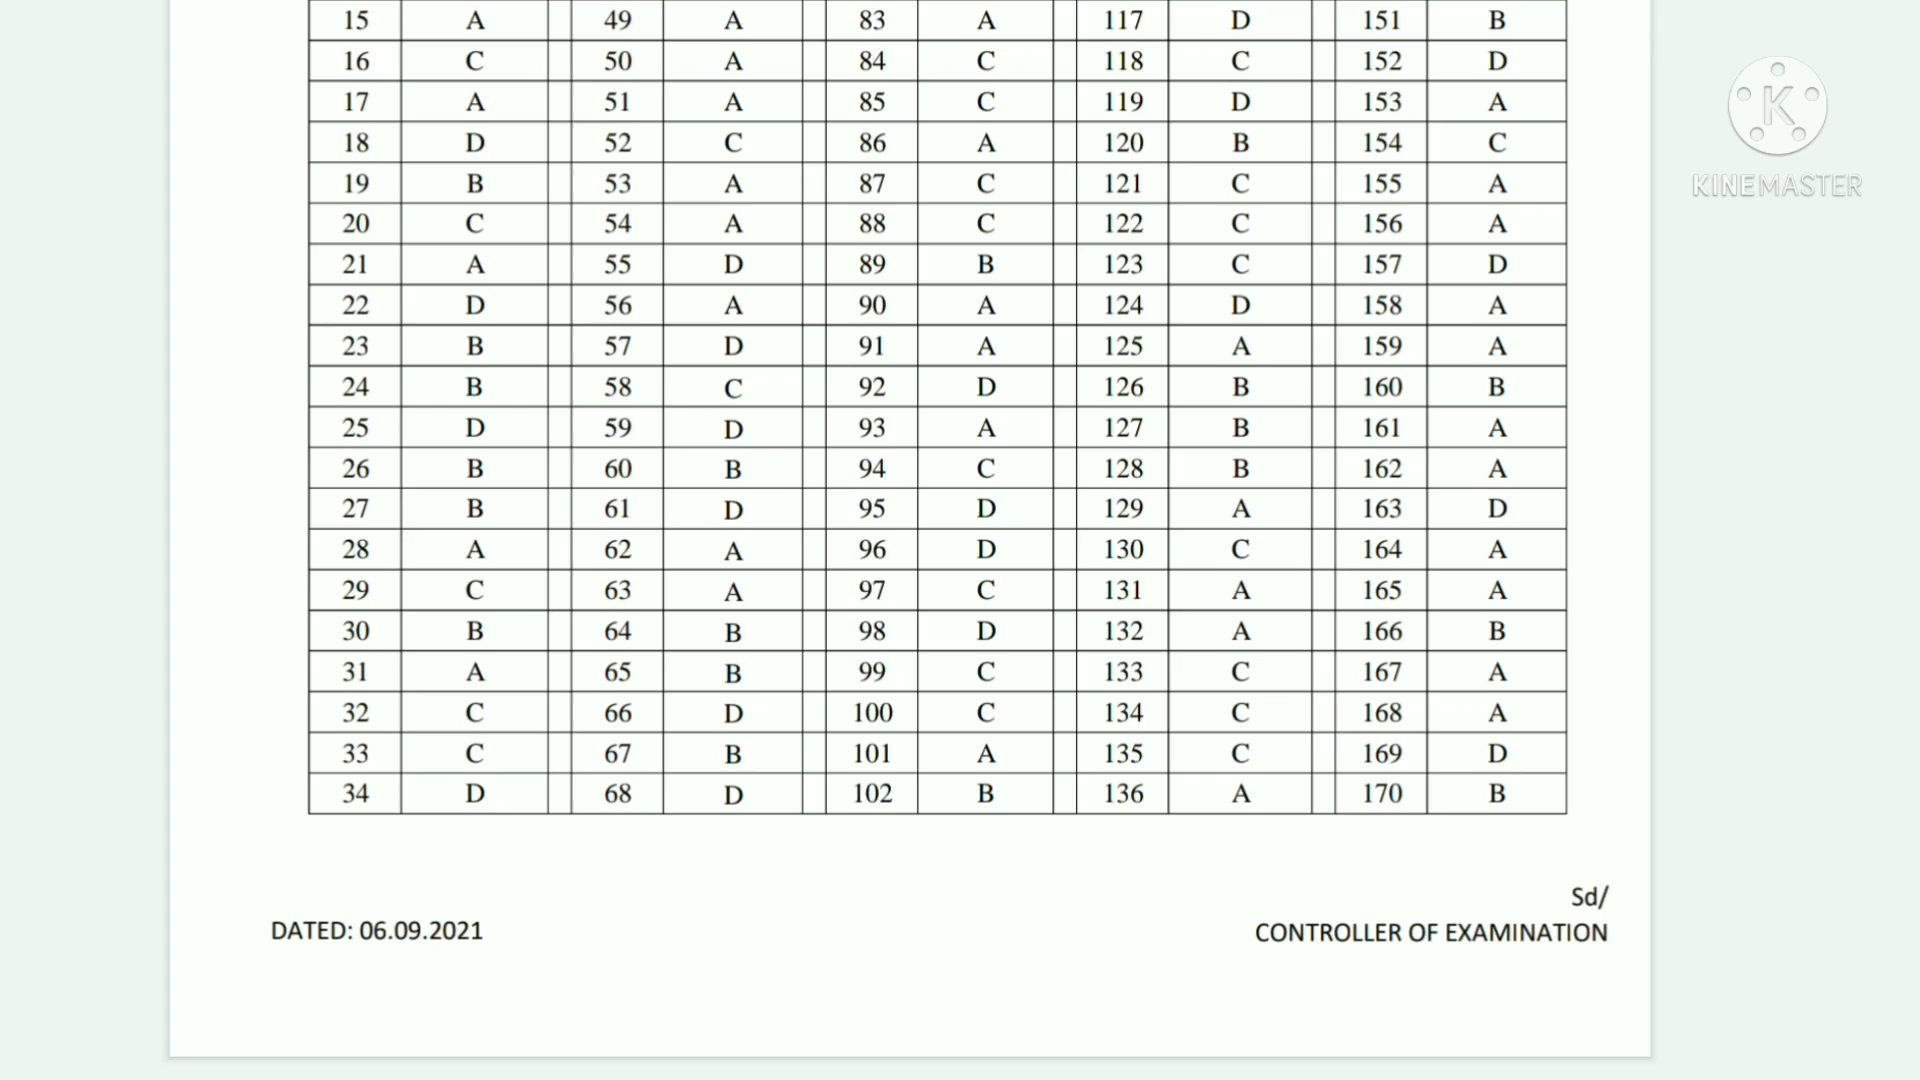 15 A 49 A 83 A 117 D 151 B
16 C 50 A 84 C 118 C 152 D
17 A 51 A 85 C 119 D 153 A
18 D 52 C 86 A 120 B 154 C
19 B 53 A 87 C 121 C 155 A
20 C 54 A 88 C 122 C 156 A
21 A 55 D 89 B 123 C 157 D
22 D 56 A 90 A 124 D 158 A
23 B 57 D 91 A 125 A 159 A
24 B 58 C 92 D 126 B 160 B
25 D 59 D 93 A 127 B 161 A
26 B 60 B 94 C 128 B 162 A
27 B 61 D 95 D 129 A 163 D
28 A 62 A 96 D 130 C 164 A
29 C 63 A 97 C 131 A 165 A
30 B 64 B 98 D 132 A 166 B
31 A 65 B 99 C 133 C 167 A
32 C 66 D 100 C 134 C 168 A
33 C 67 B 101 A 135 C 169 D
34 D 68 D 102 B 136 A 170 B
Sd/
DATED: 06.09.2021 CONTROLLER OF EXAMINATION
K
KINEMASTER